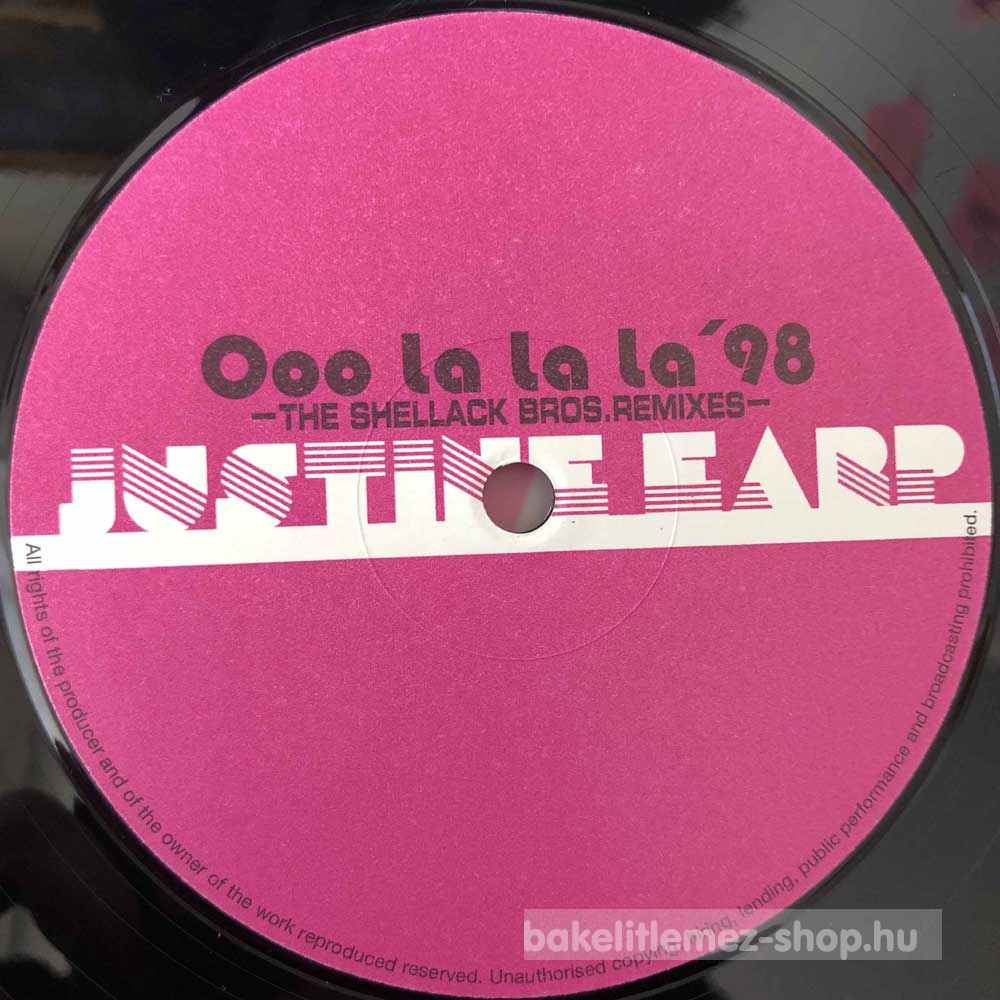 Ooo La La La´98
–THE SHELLACK BROS.REMIXES–
JUSTINE EARP
All rights of the producer and of the owner of the work reproduced reserved. Unauthorised copying, lending, public performance and broadcasting prohibited.
bakelitlemez-shop.hu